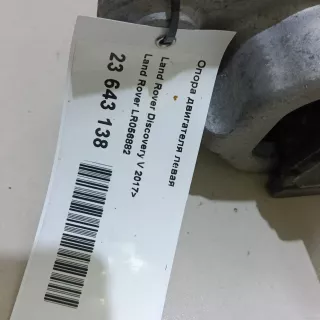 Опора двигателя левая
Land Rover Discovery V 2017>
Land Rover LR056882
23 643 138